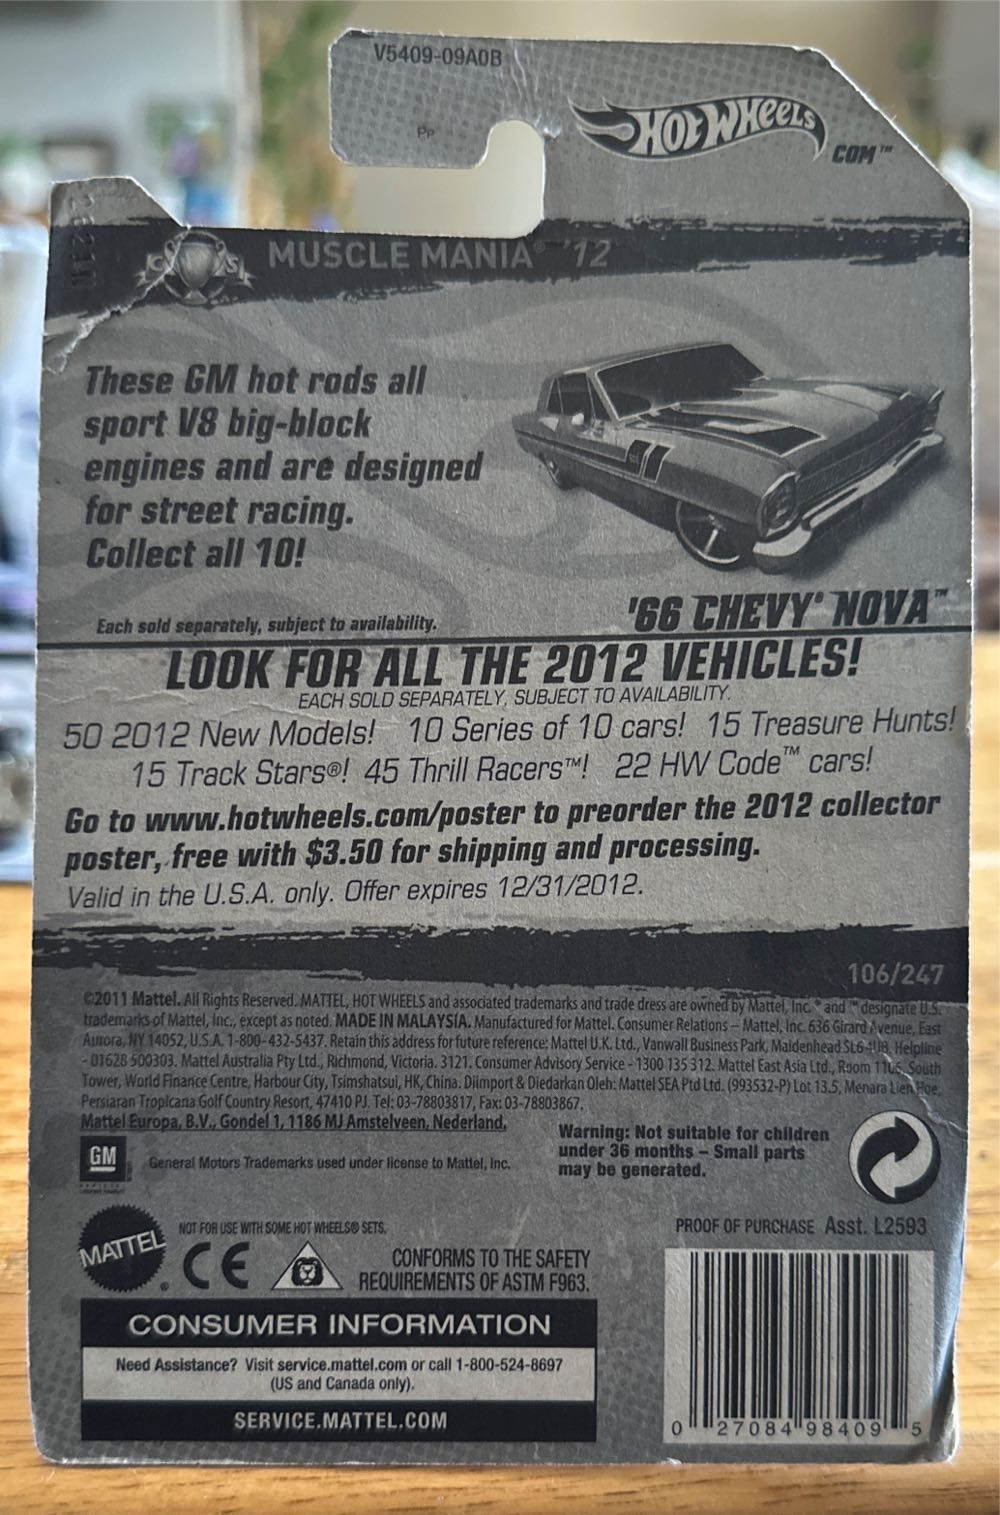 V5409-09A0B
Pp
HOT WHEELS
.COM™
MUSCLE MANIA® '12
These GM hot rods all
sport V8 big-block
engines and are designed
for street racing.
Collect all 10!
'66 CHEVY® NOVA™
Each sold separately, subject to availability.
LOOK FOR ALL THE 2012 VEHICLES!
EACH SOLD SEPARATELY, SUBJECT TO AVAILABILITY.
50 2012 New Models! 10 Series of 10 cars! 15 Treasure Hunts!
15 Track Stars®! 45 Thrill Racers™! 22 HW Code™ cars!
Go to www.hotwheels.com/poster to preorder the 2012 collector
poster, free with $3.50 for shipping and processing.
Valid in the U.S.A. only. Offer expires 12/31/2012.
106/247
©2011 Mattel. All Rights Reserved. MATTEL, HOT WHEELS and associated trademarks and trade dress are owned by Mattel, Inc. ® and ™ designate U.S.
trademarks of Mattel, Inc., except as noted. MADE IN MALAYSIA. Manufactured for Mattel. Consumer Relations – Mattel, Inc. 636 Girard Avenue, East
Aurora, NY 14052, U.S.A. 1-800-432-5437. Retain this address for future reference: Mattel U.K. Ltd., Vanwall Business Park, Maidenhead SL6 4UB. Helpline
- 01628 500303. Mattel Australia Pty Ltd., Richmond, Victoria. 3121. Consumer Advisory Service - 1300 135 312. Mattel East Asia Ltd., Room 1106, South
Tower, World Finance Centre, Harbour City, Tsimshatsui, HK, China. Diimport & Diedarkan Oleh: Mattel SEA Ptd Ltd. (993532-P) Lot 13.5, Menara Lien Hoe,
Persiaran Tropicana Golf Country Resort, 47410 PJ. Tel: 03-78803817, Fax: 03-78803867.
Mattel Europa, B.V., Gondel 1, 1186 MJ Amstelveen, Nederland.
GM
General Motors Trademarks used under license to Mattel, Inc.
Warning: Not suitable for children
under 36 months – Small parts
may be generated.
MATTEL®
NOT FOR USE WITH SOME HOT WHEELS® SETS.
CE
CONFORMS TO THE SAFETY
REQUIREMENTS OF ASTM F963.
PROOF OF PURCHASE Asst. L2593
CONSUMER INFORMATION
Need Assistance? Visit service.mattel.com or call 1-800-524-8697
(US and Canada only).
SERVICE.MATTEL.COM
0 27084 98409 5